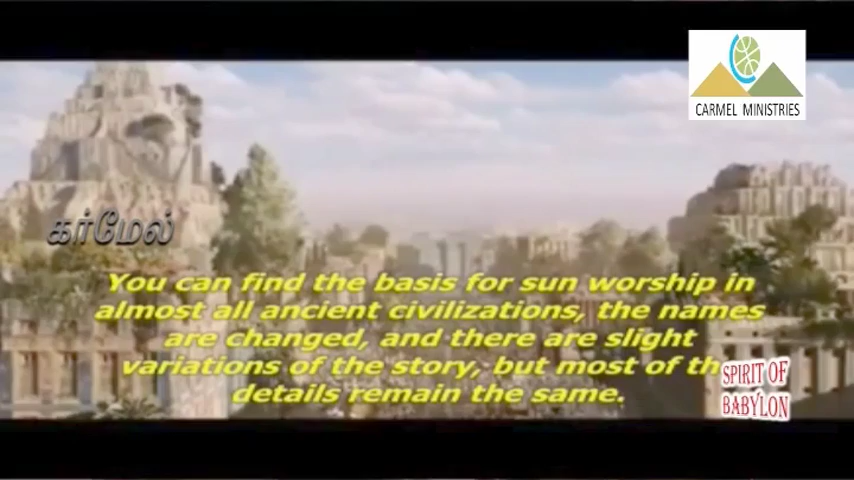 CARMEL MINISTRIES
கர்மேல்
You can find the basis for sun worship in
almost all ancient civilizations, the names
are changed, and there are slight
variations of the story, but most of th
details remain the same.
SPIRIT OF
BABYLON